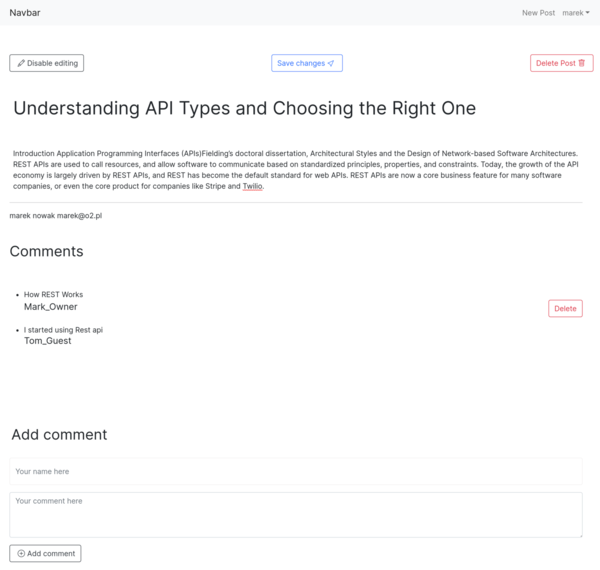 Navbar
New Post
marek
Disable editing
Save changes
Delete Post
Understanding API Types and Choosing the Right One
Introduction Application Programming Interfaces (APIs)Fielding's doctoral dissertation, Architectural Styles and the Design of Network-based Software Architectures.
REST APIs are used to call resources, and allow software to communicate based on standardized principles, properties, and constraints. Today, the growth of the API
economy is largely driven by REST APIs, and REST has become the default standard for web APIs. REST APIs are now a core business feature for many software
companies, or even the core product for companies like Stripe and Twilio.
marek nowak marek@o2.pl
Comments
How REST Works
Mark_Owner
Delete
I started using Rest api
Tom_Guest
Add comment
Your name here
Your comment here
Add comment